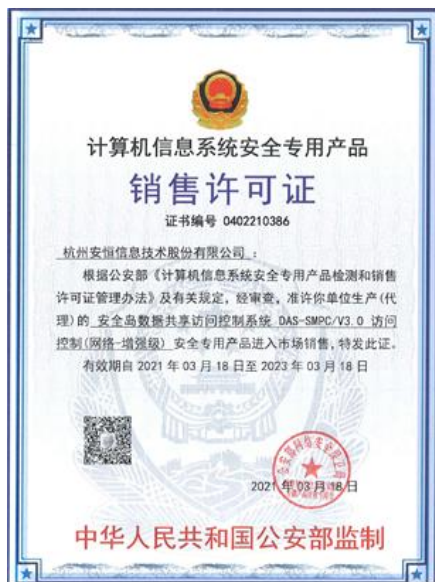 计算机信息系统安全专用产品
销售许可证
证书编号 0402210386
杭州安恒信息技术股份有限公司 ：
根据公安部《计算机信息系统安全专用产品检测和销售
许可证管理办法》及有关规定，经审查，准许你单位生产(代
理)的 安全岛数据共享访问控制系统 DAS-SMPC/V3.0 访问
控制(网络-增强级) 安全专用产品进入市场销售，特发此证。
有效期自 2021 年 03 月 18 日至 2023 年 03 月 18 日
2021 年 03 月 18 日
中华人民共和国公安部监制